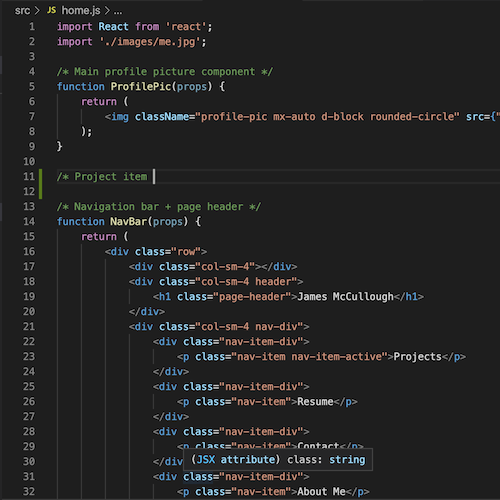 src > JS home.js > ...
1 import React from 'react';
2 import './images/me.jpg';
3
4 /* Main profile picture component */
5 function ProfilePic(props) {
6 return (
7 <img className="profile-pic mx-auto d-block rounded-circle" src={"
8 );
9 }
10
11 /* Project item
12
13 /* Navigation bar + page header */
14 function NavBar(props) {
15 return (
16 <div class="row">
17 <div class="col-sm-4"></div>
18 <div class="col-sm-4 header">
19 <h1 class="page-header">James McCullough</h1>
20 </div>
21 <div class="col-sm-4 nav-div">
22 <div class="nav-item-div">
23 <p class="nav-item nav-item-active">Projects</p>
24 </div>
25 <div class="nav-item-div">
26 <p class="nav-item">Resume</p>
27 </div>
28 <div class="nav-item-div">
29 <p class="nav-item">Contact</p>
30 </div> (JSX attribute) class: string
31 <div class="nav-item-div">
32 <p class="nav-item">About Me</p>